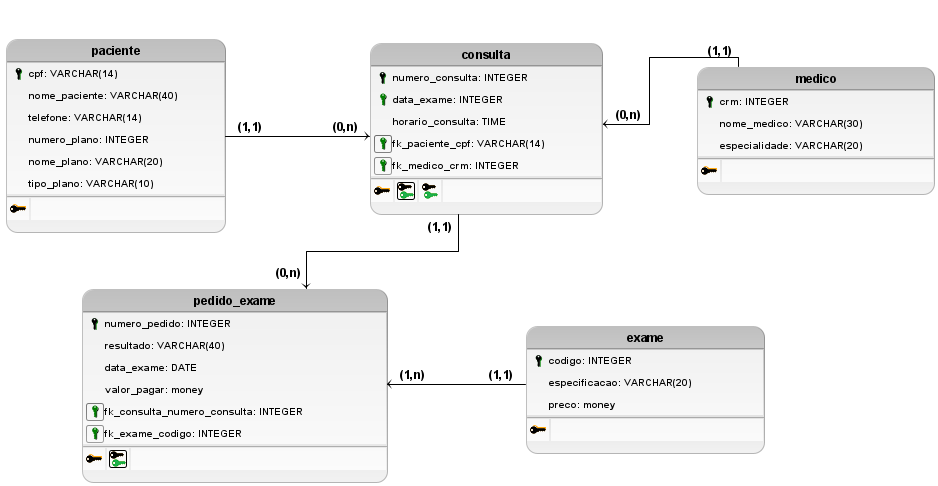 paciente
cpf: VARCHAR(14)
nome_paciente: VARCHAR(40)
telefone: VARCHAR(14)
numero_plano: INTEGER
nome_plano: VARCHAR(20)
tipo_plano: VARCHAR(10)
(1,1)
(0,n)
consulta
numero_consulta: INTEGER
data_exame: INTEGER
horario_consulta: TIME
fk_paciente_cpf: VARCHAR(14)
fk_medico_crm: INTEGER
(1,1)
(0,n)
medico
crm: INTEGER
nome_medico: VARCHAR(30)
especialidade: VARCHAR(20)
(1,1)
(0,n)
pedido_exame
numero_pedido: INTEGER
resultado: VARCHAR(40)
data_exame: DATE
valor_pagar: money
fk_consulta_numero_consulta: INTEGER
fk_exame_codigo: INTEGER
(1,n)
(1,1)
exame
codigo: INTEGER
especificacao: VARCHAR(20)
preco: money